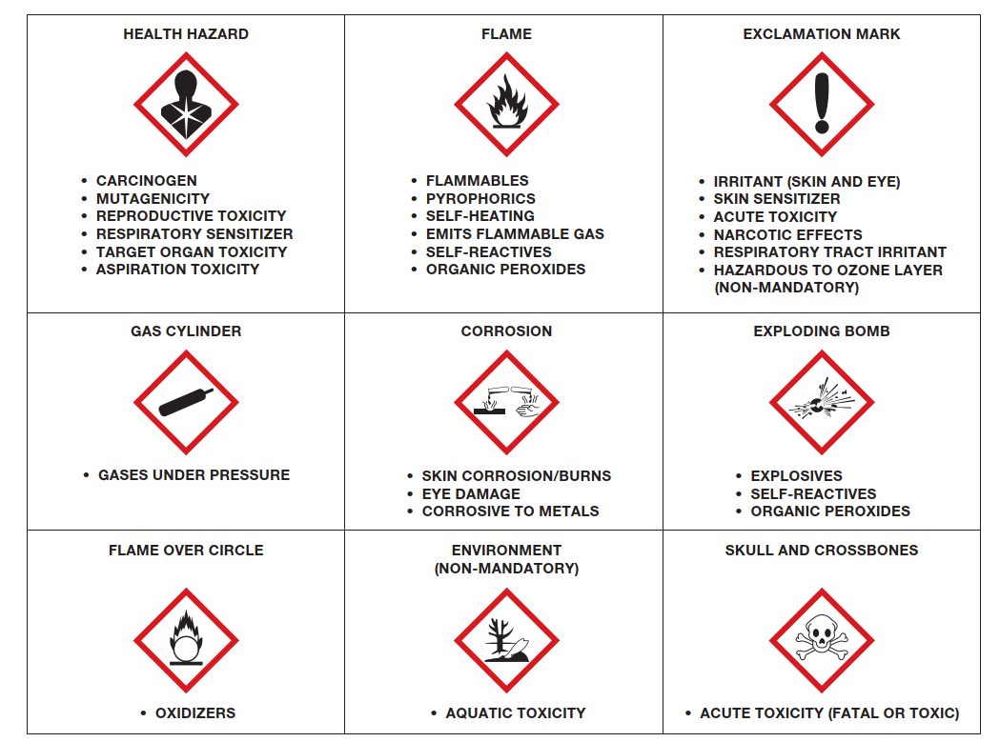 HEALTH HAZARD
• CARCINOGEN
• MUTAGENICITY
• REPRODUCTIVE TOXICITY
• RESPIRATORY SENSITIZER
• TARGET ORGAN TOXICITY
• ASPIRATION TOXICITY
FLAME
• FLAMMABLES
• PYROPHORICS
• SELF-HEATING
• EMITS FLAMMABLE GAS
• SELF-REACTIVES
• ORGANIC PEROXIDES
EXCLAMATION MARK
• IRRITANT (SKIN AND EYE)
• SKIN SENSITIZER
• ACUTE TOXICITY
• NARCOTIC EFFECTS
• RESPIRATORY TRACT IRRITANT
• HAZARDOUS TO OZONE LAYER
(NON-MANDATORY)
GAS CYLINDER
• GASES UNDER PRESSURE
CORROSION
• SKIN CORROSION/BURNS
• EYE DAMAGE
• CORROSIVE TO METALS
EXPLODING BOMB
• EXPLOSIVES
• SELF-REACTIVES
• ORGANIC PEROXIDES
FLAME OVER CIRCLE
• OXIDIZERS
ENVIRONMENT
(NON-MANDATORY)
• AQUATIC TOXICITY
SKULL AND CROSSBONES
• ACUTE TOXICITY (FATAL OR TOXIC)